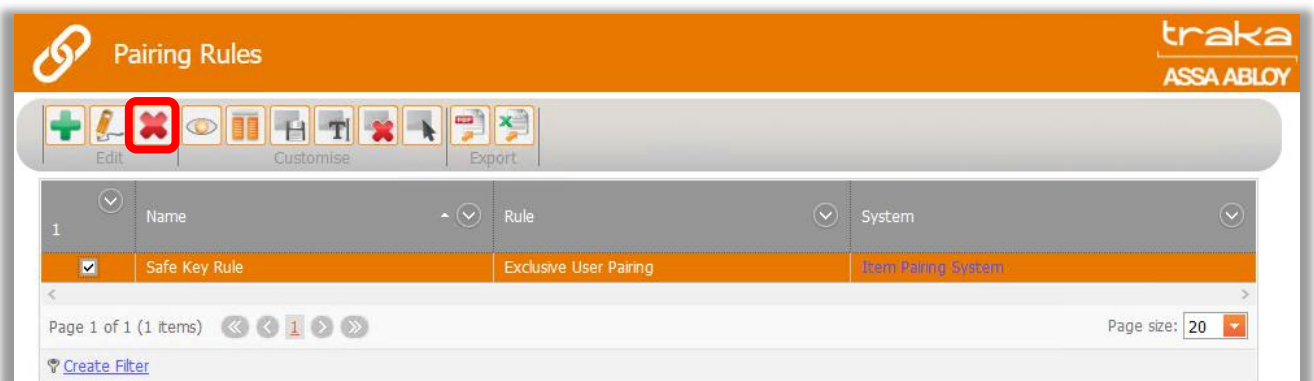 Pairing Rules
traka
ASSA ABLOY
Edit
Customise
Export
1
Name
Rule
System
Safe Key Rule
Exclusive User Pairing
Item Pairing System
Page 1 of 1 (1 items)
1
Page size: 20
Create Filter